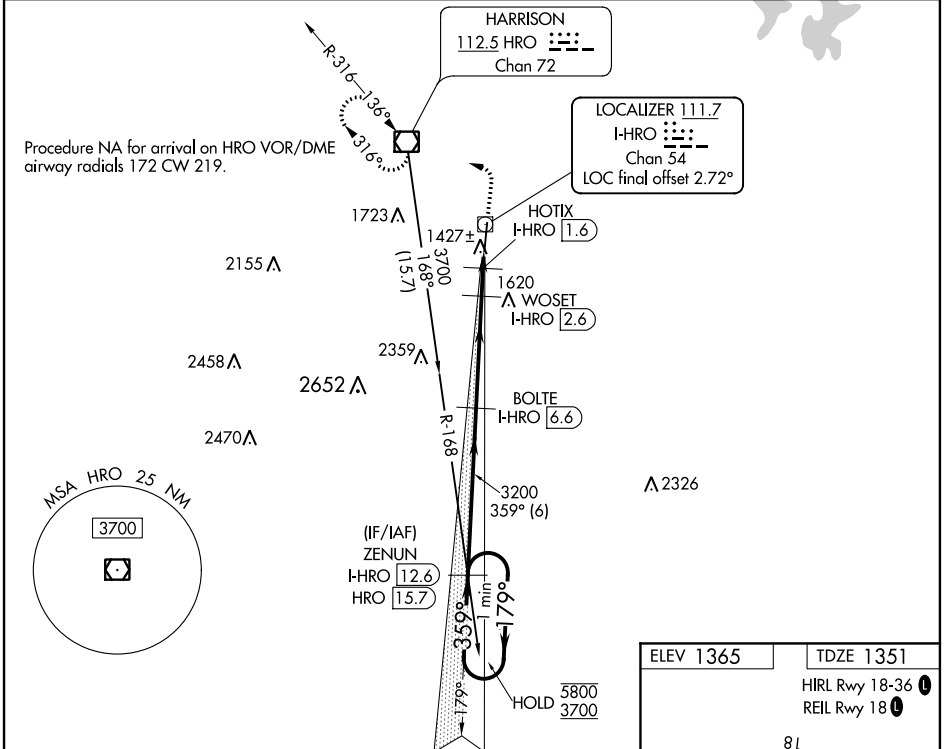 HARRISON
112.5 HRO
Chan 72
R-316
136°
316°
Procedure NA for arrival on HRO VOR/DME
airway radials 172 CW 219.
LOCALIZER 111.7
I-HRO
Chan 54
LOC final offset 2.72°
1723
HOTIX
I-HRO 1.6
1427±
3700
168°
(15.7)
2155
1620
WOSET
I-HRO 2.6
2359
2458
2652
BOLTE
I-HRO 6.6
R-168
2470
2326
MSA HRO 25 NM
3700
3200
359° (6)
(IF/IAF)
ZENUN
I-HRO 12.6
HRO 15.7
359°
1 min
179°
HOLD 5800
3700
179°
ELEV 1365
TDZE 1351
HIRL Rwy 18-36 L
REIL Rwy 18 L
18